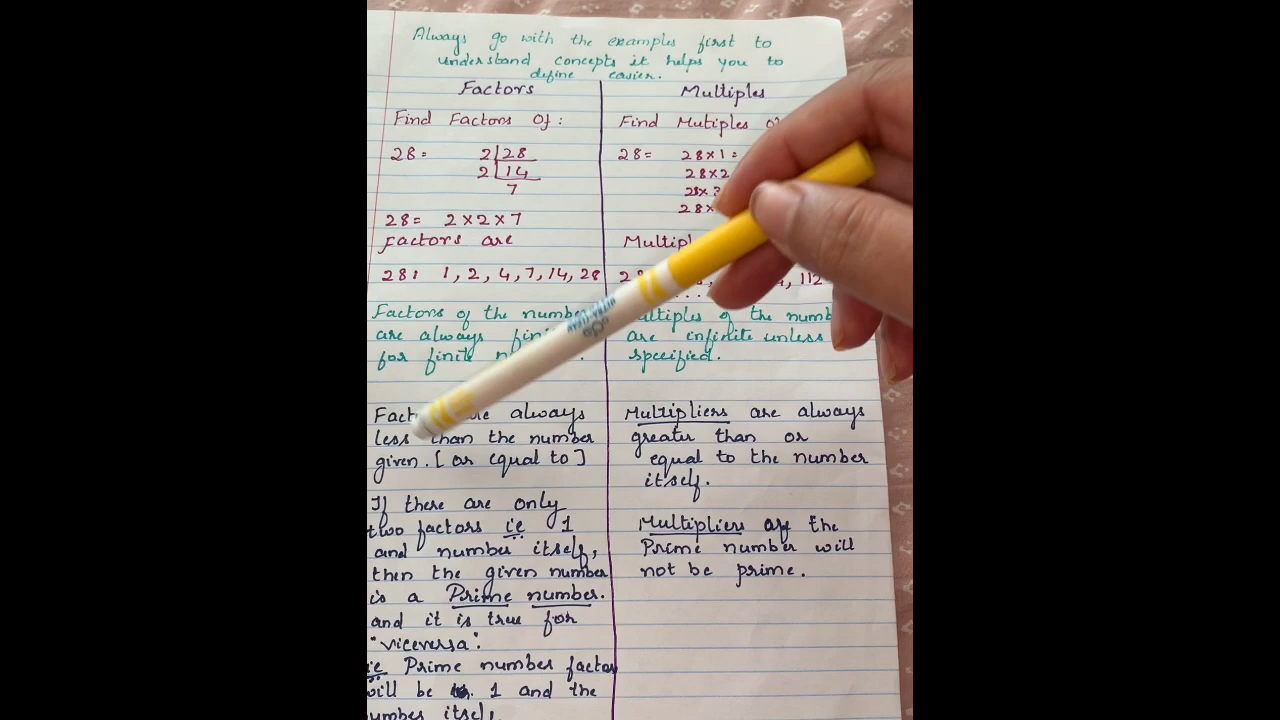 Always go with the examples first to
understand concepts it helps you to
define easier.
Factors
Find Factors Of:
28= 2 28
2 14
7
28= 2×2×7
Factors are
28: 1, 2, 4, 7, 14, 28
Factors of the
are always
for finite
always
less than the number
given. [or equal to]
If there are only
two factors ie 1
and number itself,
then the given number
is a Prime number.
and it is true for
"viceversa".
ie Prime number factor
will be 1 and the
number itself.
Multiples
Find Mutiples
28= 28×1=
28×2
28×
28×
, 112
of the
are infinite unless
specified.
Multipliers are always
greater than or
equal to the number
itself.
Multipliers of the
Prime number will
not be prime.